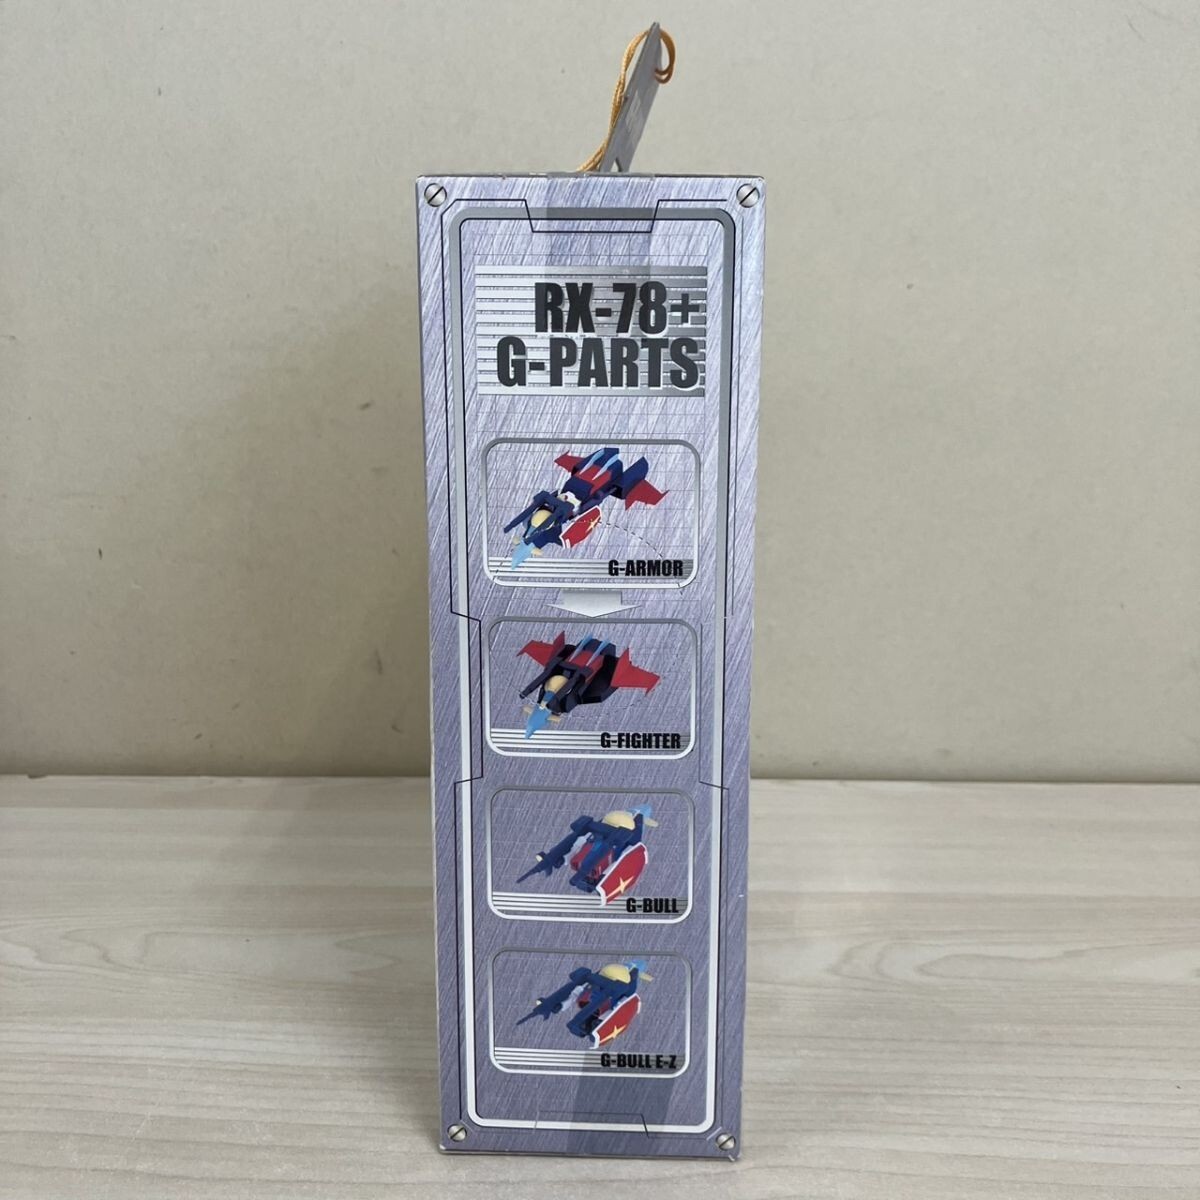 RX-78+
G-PARTS
G-ARMOR
G-FIGHTER
G-BULL
G-BULL E-Z